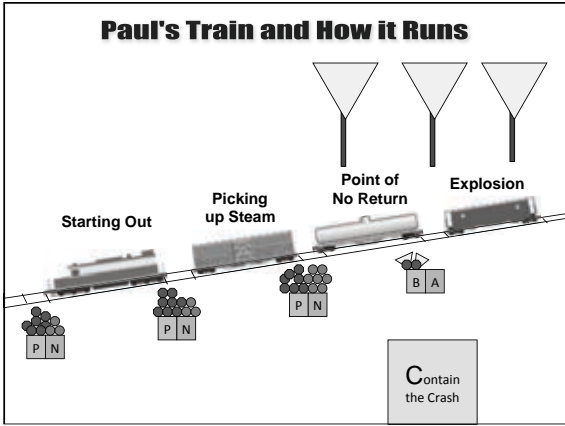 Paul's Train and How it Runs
Starting Out
Picking
up Steam
Point of
No Return
Explosion
P N
P N
P N
B A
Contain
the Crash